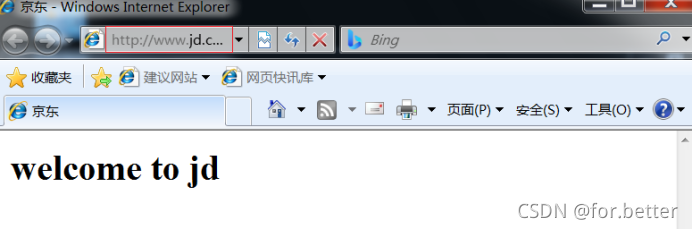 京东 - Windows Internet Explorer
http://www.jd.c...
Bing
收藏夹 建议网站 网页快讯库
京东 页面(P) 安全(S) 工具(O)
welcome to jd
CSDN @for.better